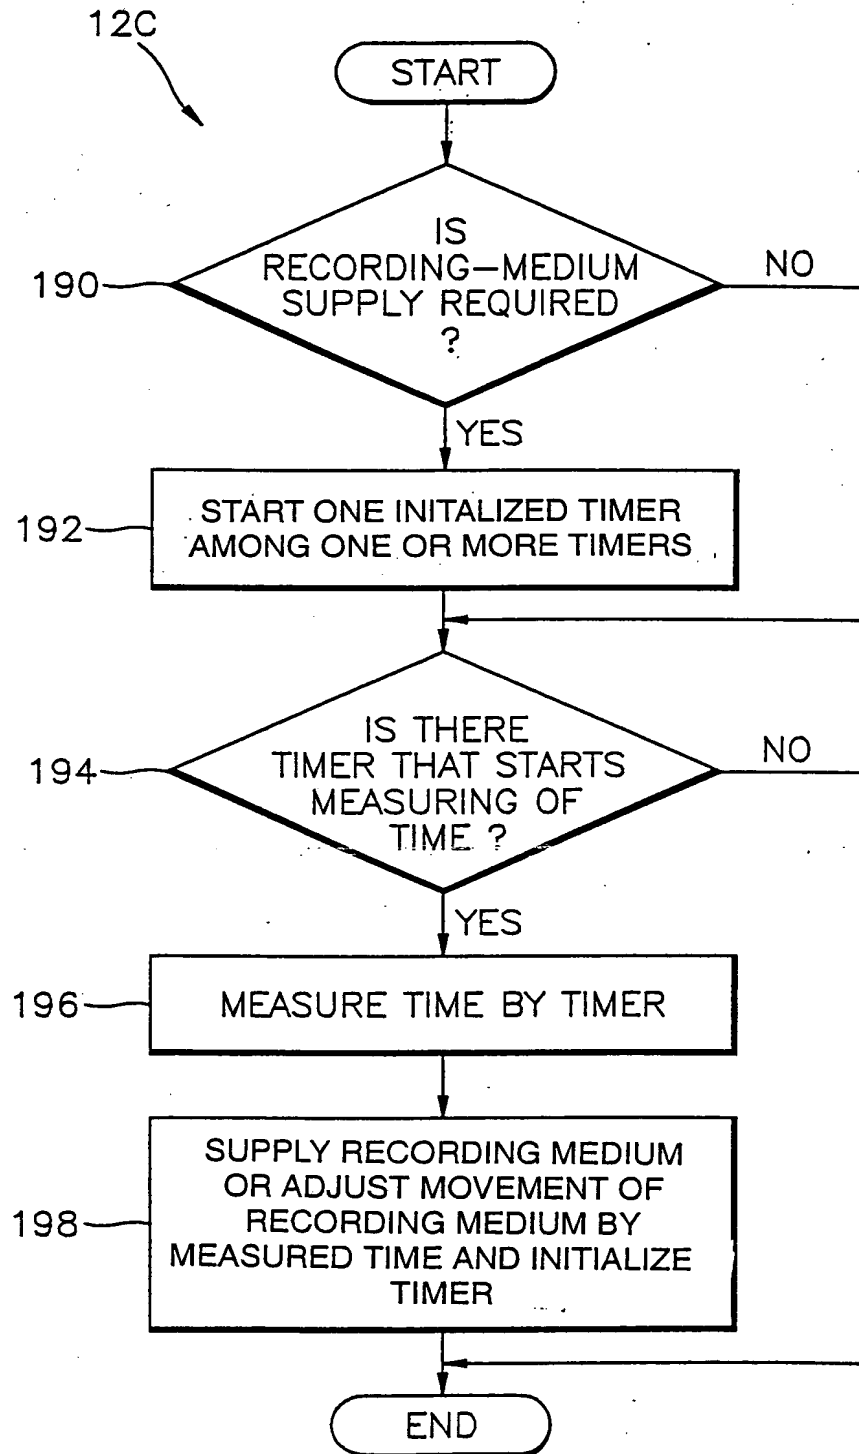 12C
START
IS
RECORDING-MEDIUM
SUPPLY REQUIRED
?
NO
190
YES
START ONE INITALIZED TIMER
AMONG ONE OR MORE TIMERS
192
IS THERE
TIMER THAT STARTS
MEASURING OF
TIME ?
NO
194
YES
MEASURE TIME BY TIMER
196
SUPPLY RECORDING MEDIUM
OR ADJUST MOVEMENT OF
RECORDING MEDIUM BY
MEASURED TIME AND INITIALIZE
TIMER
198
END